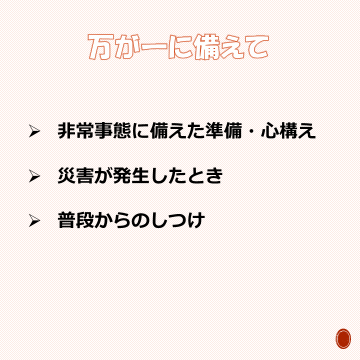 万が一に備えて
非常事態に備えた準備・心構え
災害が発生したとき
普段からのしつけ